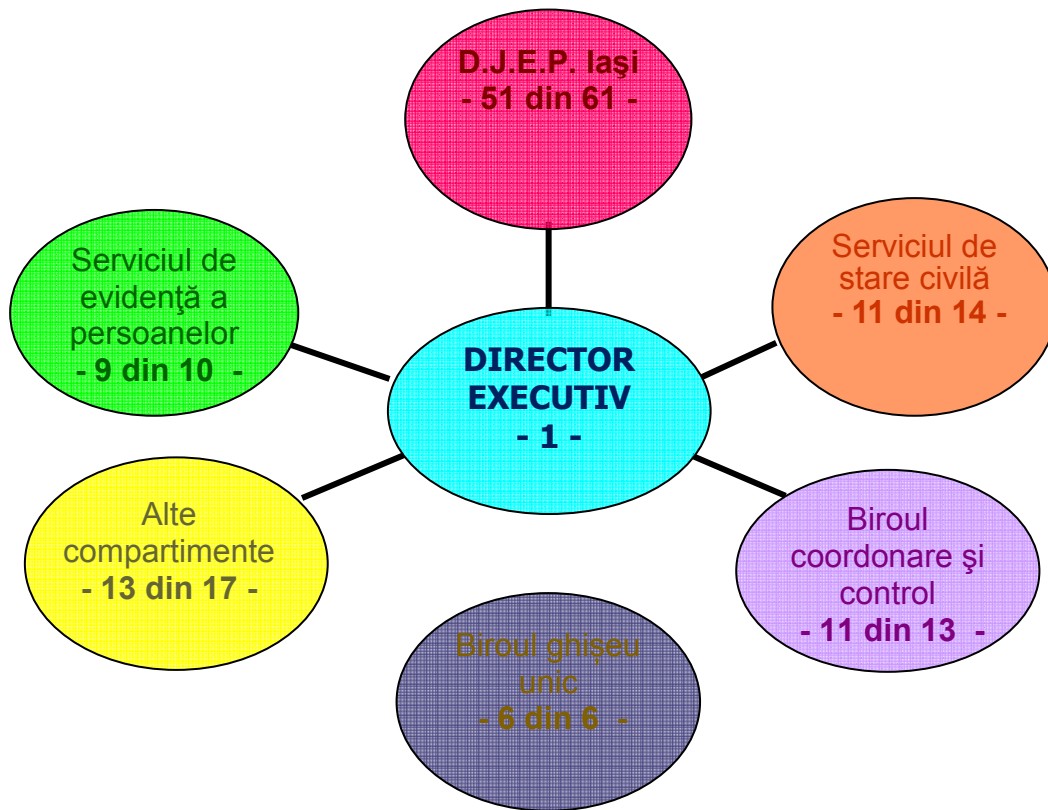 D.J.E.P. Iaşi
- 51 din 61 -
Serviciul de
evidenţă a
persoanelor
- 9 din 10 -
Serviciul de
stare civilă
- 11 din 14 -
DIRECTOR
EXECUTIV
- 1 -
Alte
compartimente
- 13 din 17 -
Biroul
coordonare şi
control
- 11 din 13 -
Biroul ghișeu
unic
- 6 din 6 -